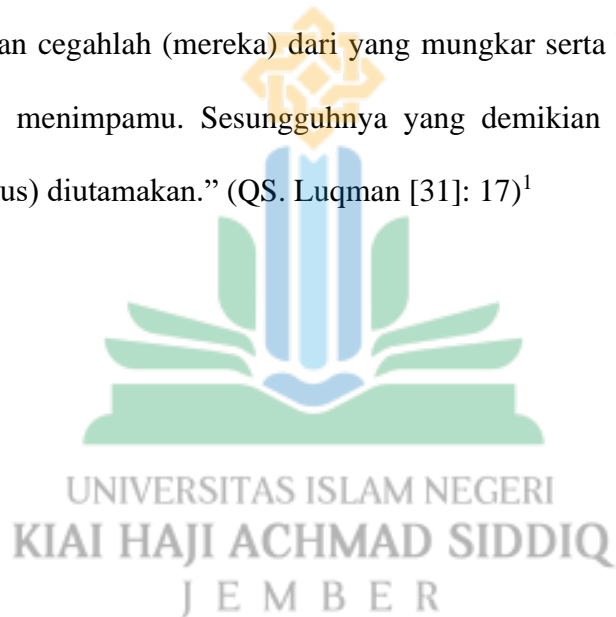 an cegahlah (mereka) dari yang mungkar serta
menimpamu. Sesungguhnya yang demikian
us) diutamakan.” (QS. Luqman [31]: 17)1
UNIVERSITAS ISLAM NEGERI
KIAI HAJI ACHMAD SIDDIQ
JEMBER